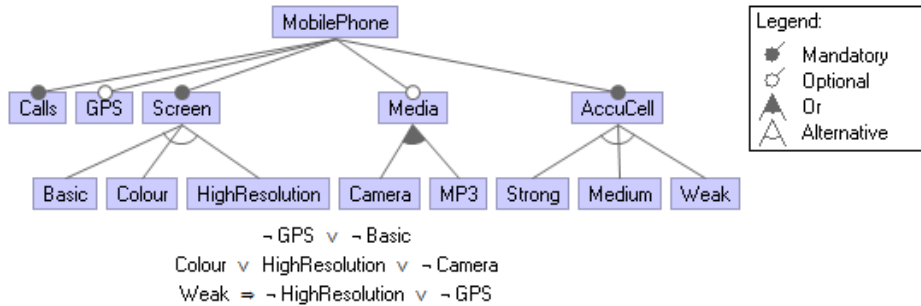 MobilePhone
Legend:
Mandatory
Optional
Or
Alternative
Calls GPS Screen Media AccuCell
Basic Colour HighResolution Camera MP3 Strong Medium Weak
¬ GPS ∨ ¬ Basic
Colour ∨ HighResolution ∨ ¬ Camera
Weak ⇒ ¬ HighResolution ∨ ¬ GPS